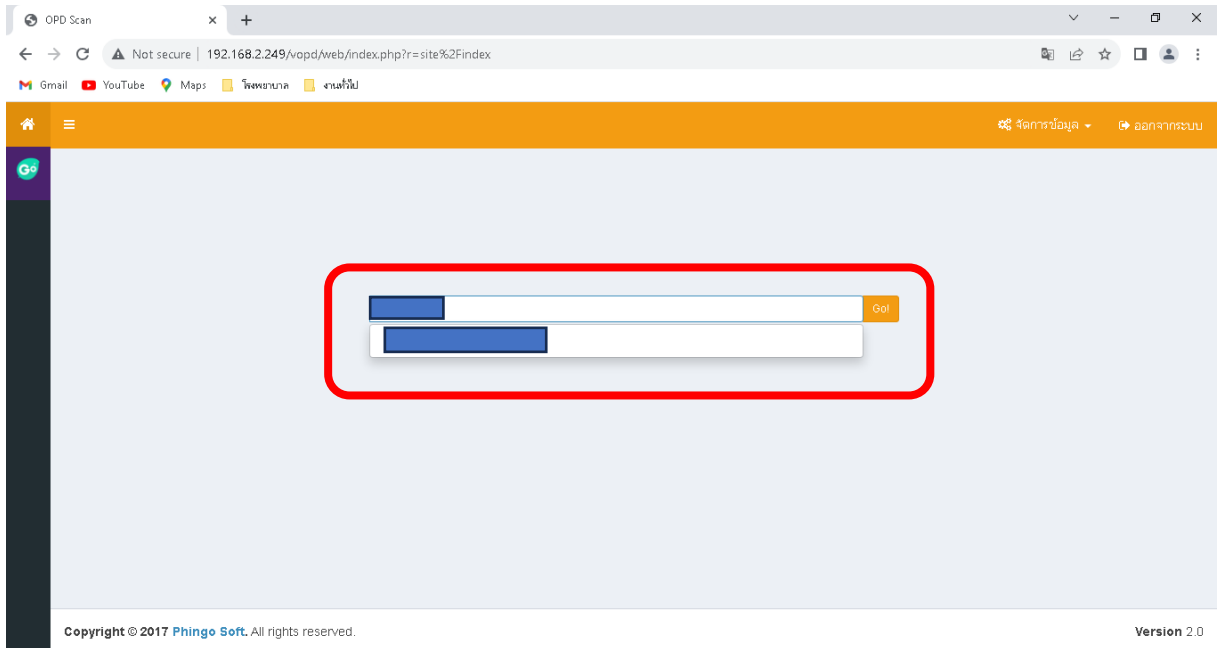 OPD Scan
Not secure | 192.168.2.249/vopd/web/index.php?r=site%2Findex
Gmail YouTube Maps โรงพยาบาล งานทั่วไป
จัดการข้อมูล ออกจากระบบ
Go
Go!
Copyright © 2017 Phingo Soft. All rights reserved. Version 2.0